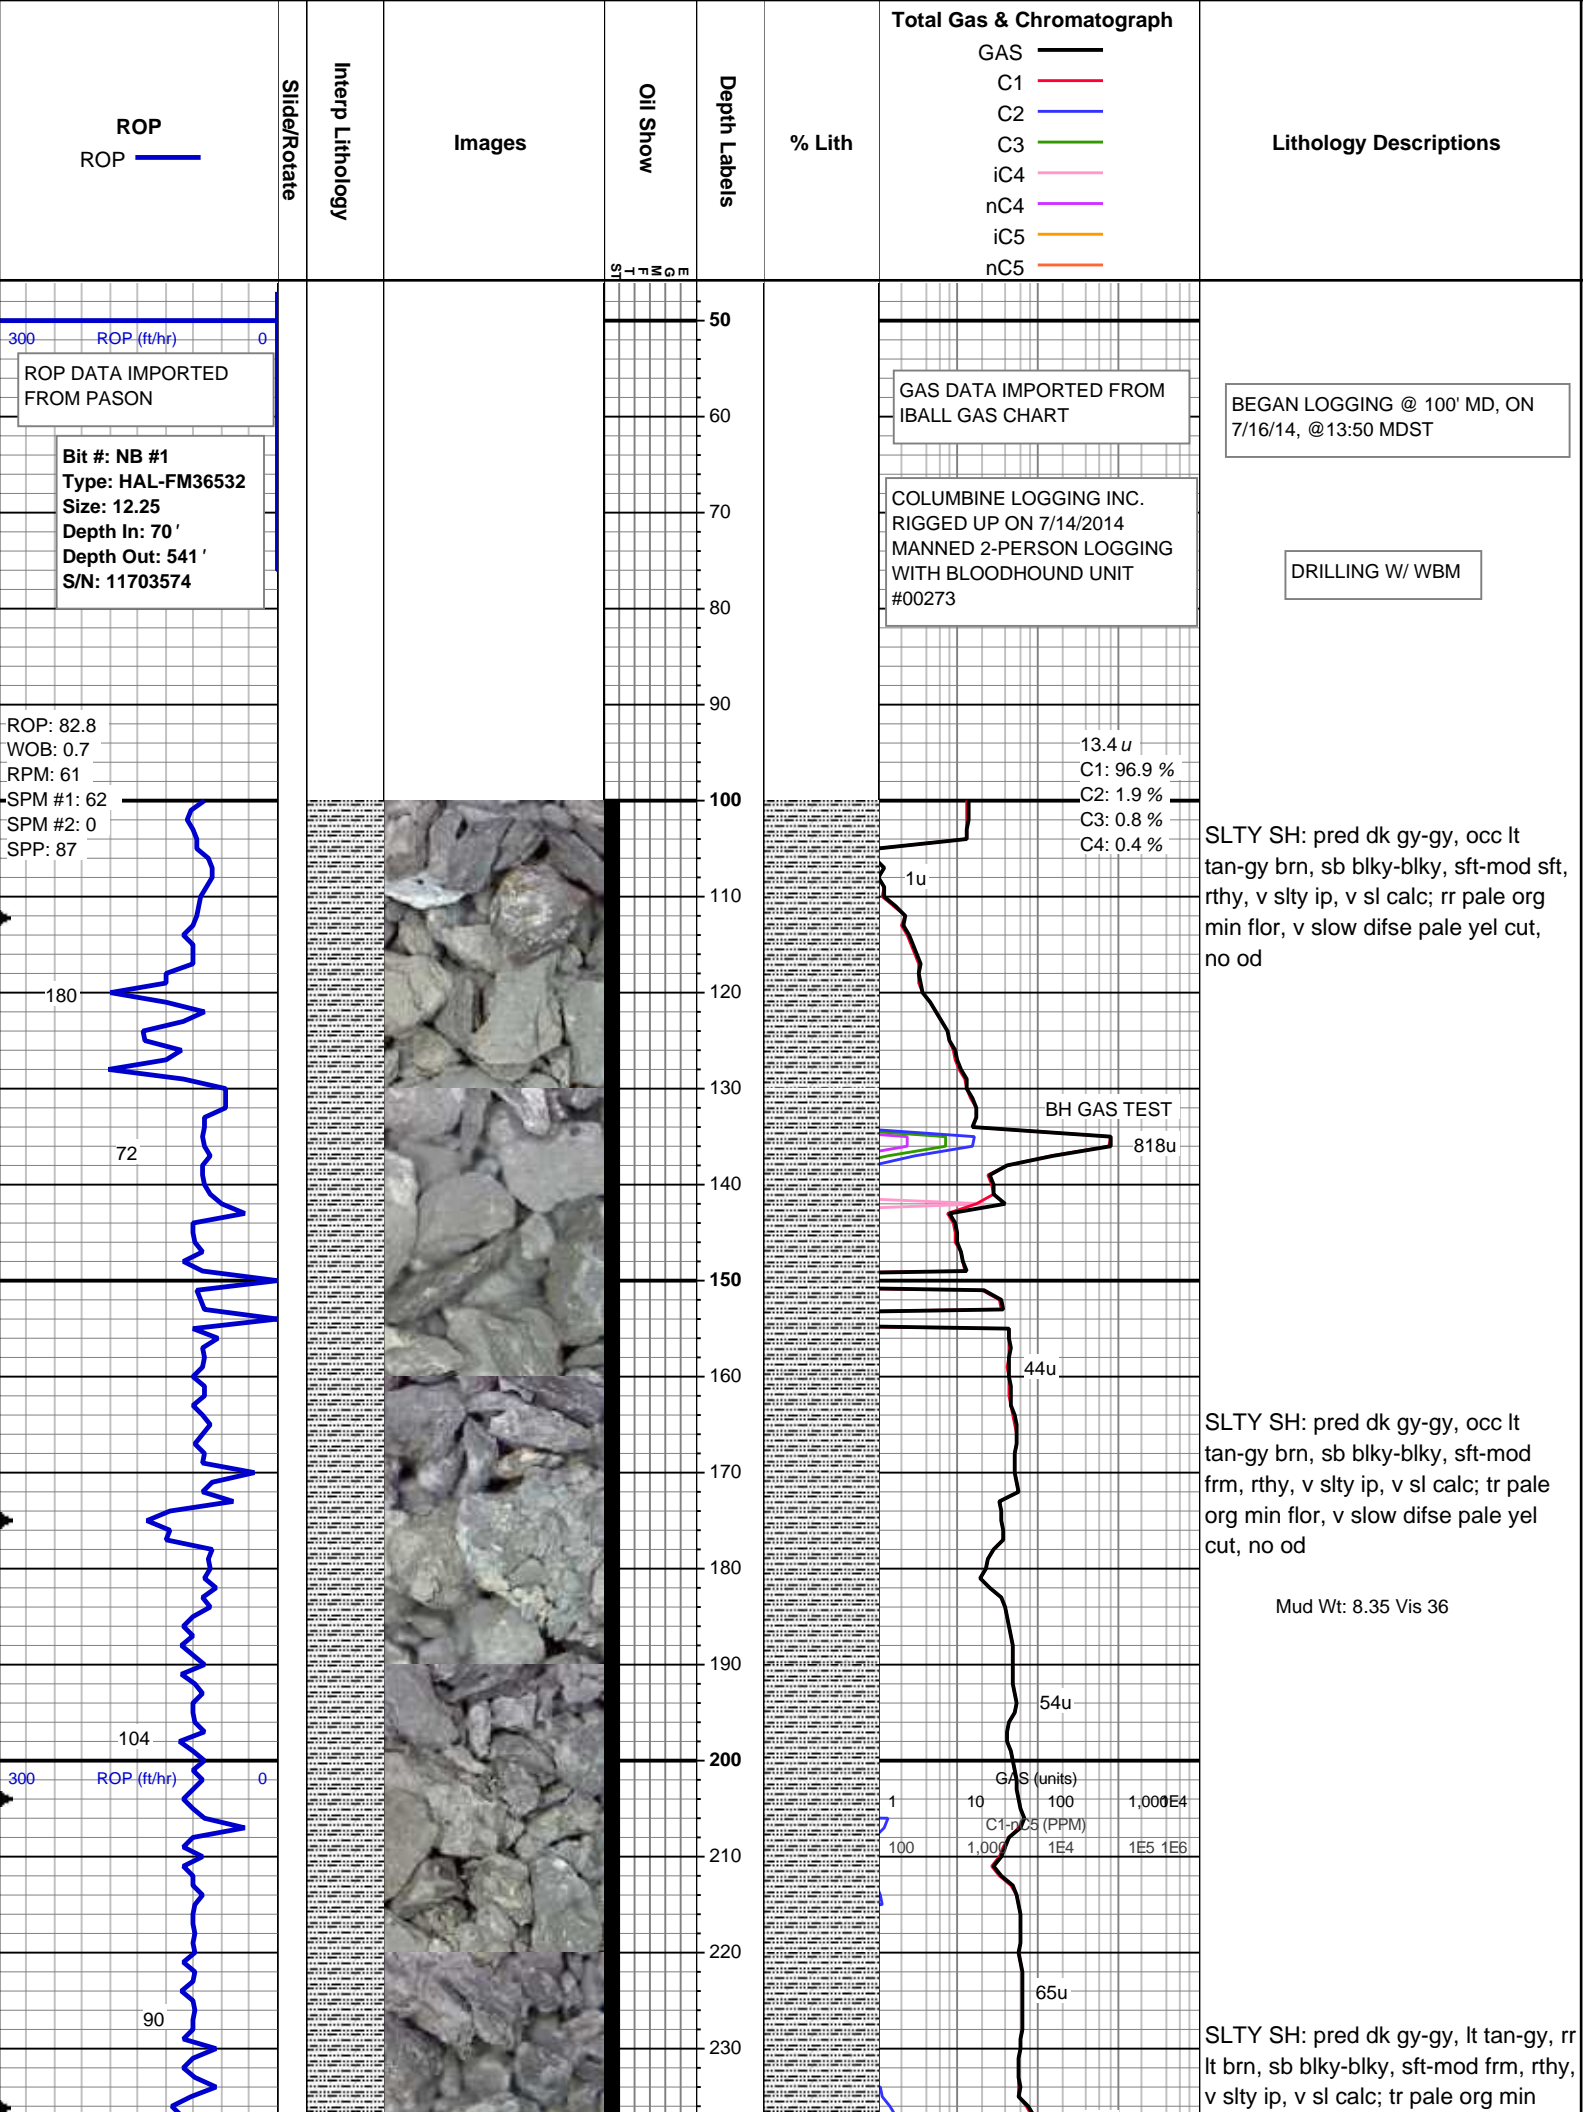 ROP
ROP
Slide/Rotate
Interp Lithology
Images
Oil Show
ST T F M G E
Depth Labels
% Lith
Total Gas & Chromatograph
GAS
C1
C2
C3
iC4
nC4
iC5
nC5
Lithology Descriptions
300 ROP (ft/hr) 0
ROP DATA IMPORTED
FROM PASON
Bit #: NB #1
Type: HAL-FM36532
Size: 12.25
Depth In: 70 '
Depth Out: 541 '
S/N: 11703574
50
60
70
80
90
GAS DATA IMPORTED FROM
IBALL GAS CHART
COLUMBINE LOGGING INC.
RIGGED UP ON 7/14/2014
MANNED 2-PERSON LOGGING
WITH BLOODHOUND UNIT
#00273
BEGAN LOGGING @ 100' MD, ON
7/16/14, @13:50 MDST
DRILLING W/ WBM
ROP: 82.8
WOB: 0.7
RPM: 61
SPM #1: 62
SPM #2: 0
SPP: 87
13.4 u
C1: 96.9 %
C2: 1.9 %
C3: 0.8 %
C4: 0.4 %
100
1u
110
SLTY SH: pred dk gy-gy, occ lt
tan-gy brn, sb blky-blky, sft-mod sft,
rthy, v slty ip, v sl calc; rr pale org
min flor, v slow difse pale yel cut,
no od
180
120
130
BH GAS TEST
818u
72
140
150
44u
160
170
SLTY SH: pred dk gy-gy, occ lt
tan-gy brn, sb blky-blky, sft-mod
frm, rthy, v slty ip, v sl calc; tr pale
org min flor, v slow difse pale yel
cut, no od
180
Mud Wt: 8.35 Vis 36
190
54u
104
200
300 ROP (ft/hr) 0
GAS (units)
1 10 100 1,000 1E4
C1-nC5 (PPM)
100 1,000 1E4 1E5 1E6
210
220
65u
90
230
SLTY SH: pred dk gy-gy, lt tan-gy, rr
lt brn, sb blky-blky, sft-mod frm, rthy,
v slty ip, v sl calc; tr pale org min